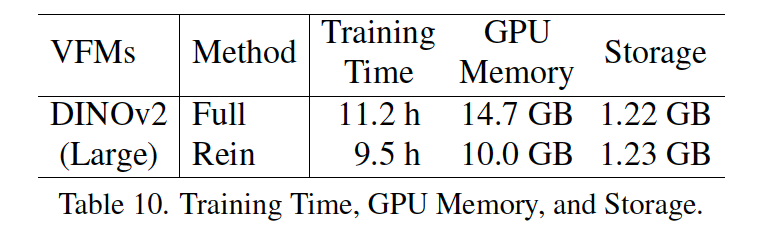 VFMs Method Training Time GPU Memory Storage
DINOv2 Full 11.2 h 14.7 GB 1.22 GB
(Large) Rein 9.5 h 10.0 GB 1.23 GB
Table 10. Training Time, GPU Memory, and Storage.